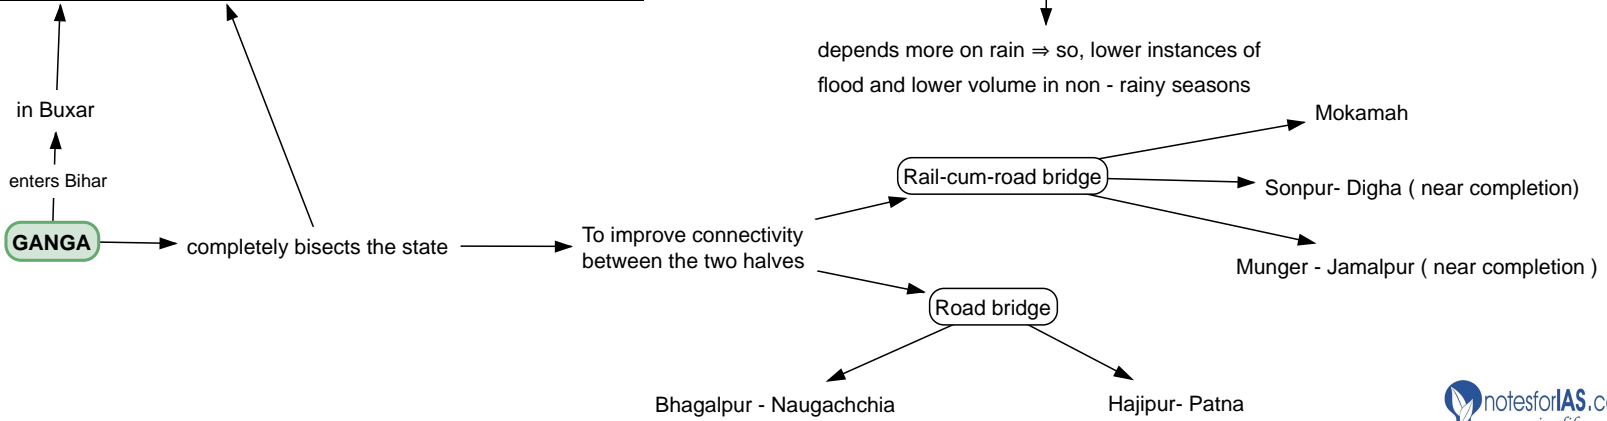 depends more on rain ⇒ so, lower instances of
flood and lower volume in non - rainy seasons
in Buxar
enters Bihar
GANGA
completely bisects the state
To improve connectivity
between the two halves
Rail-cum-road bridge
Mokamah
Sonpur- Digha ( near completion)
Munger - Jamalpur ( near completion )
Road bridge
Bhagalpur - Naugachchia
Hajipur- Patna
notesforIAS.co